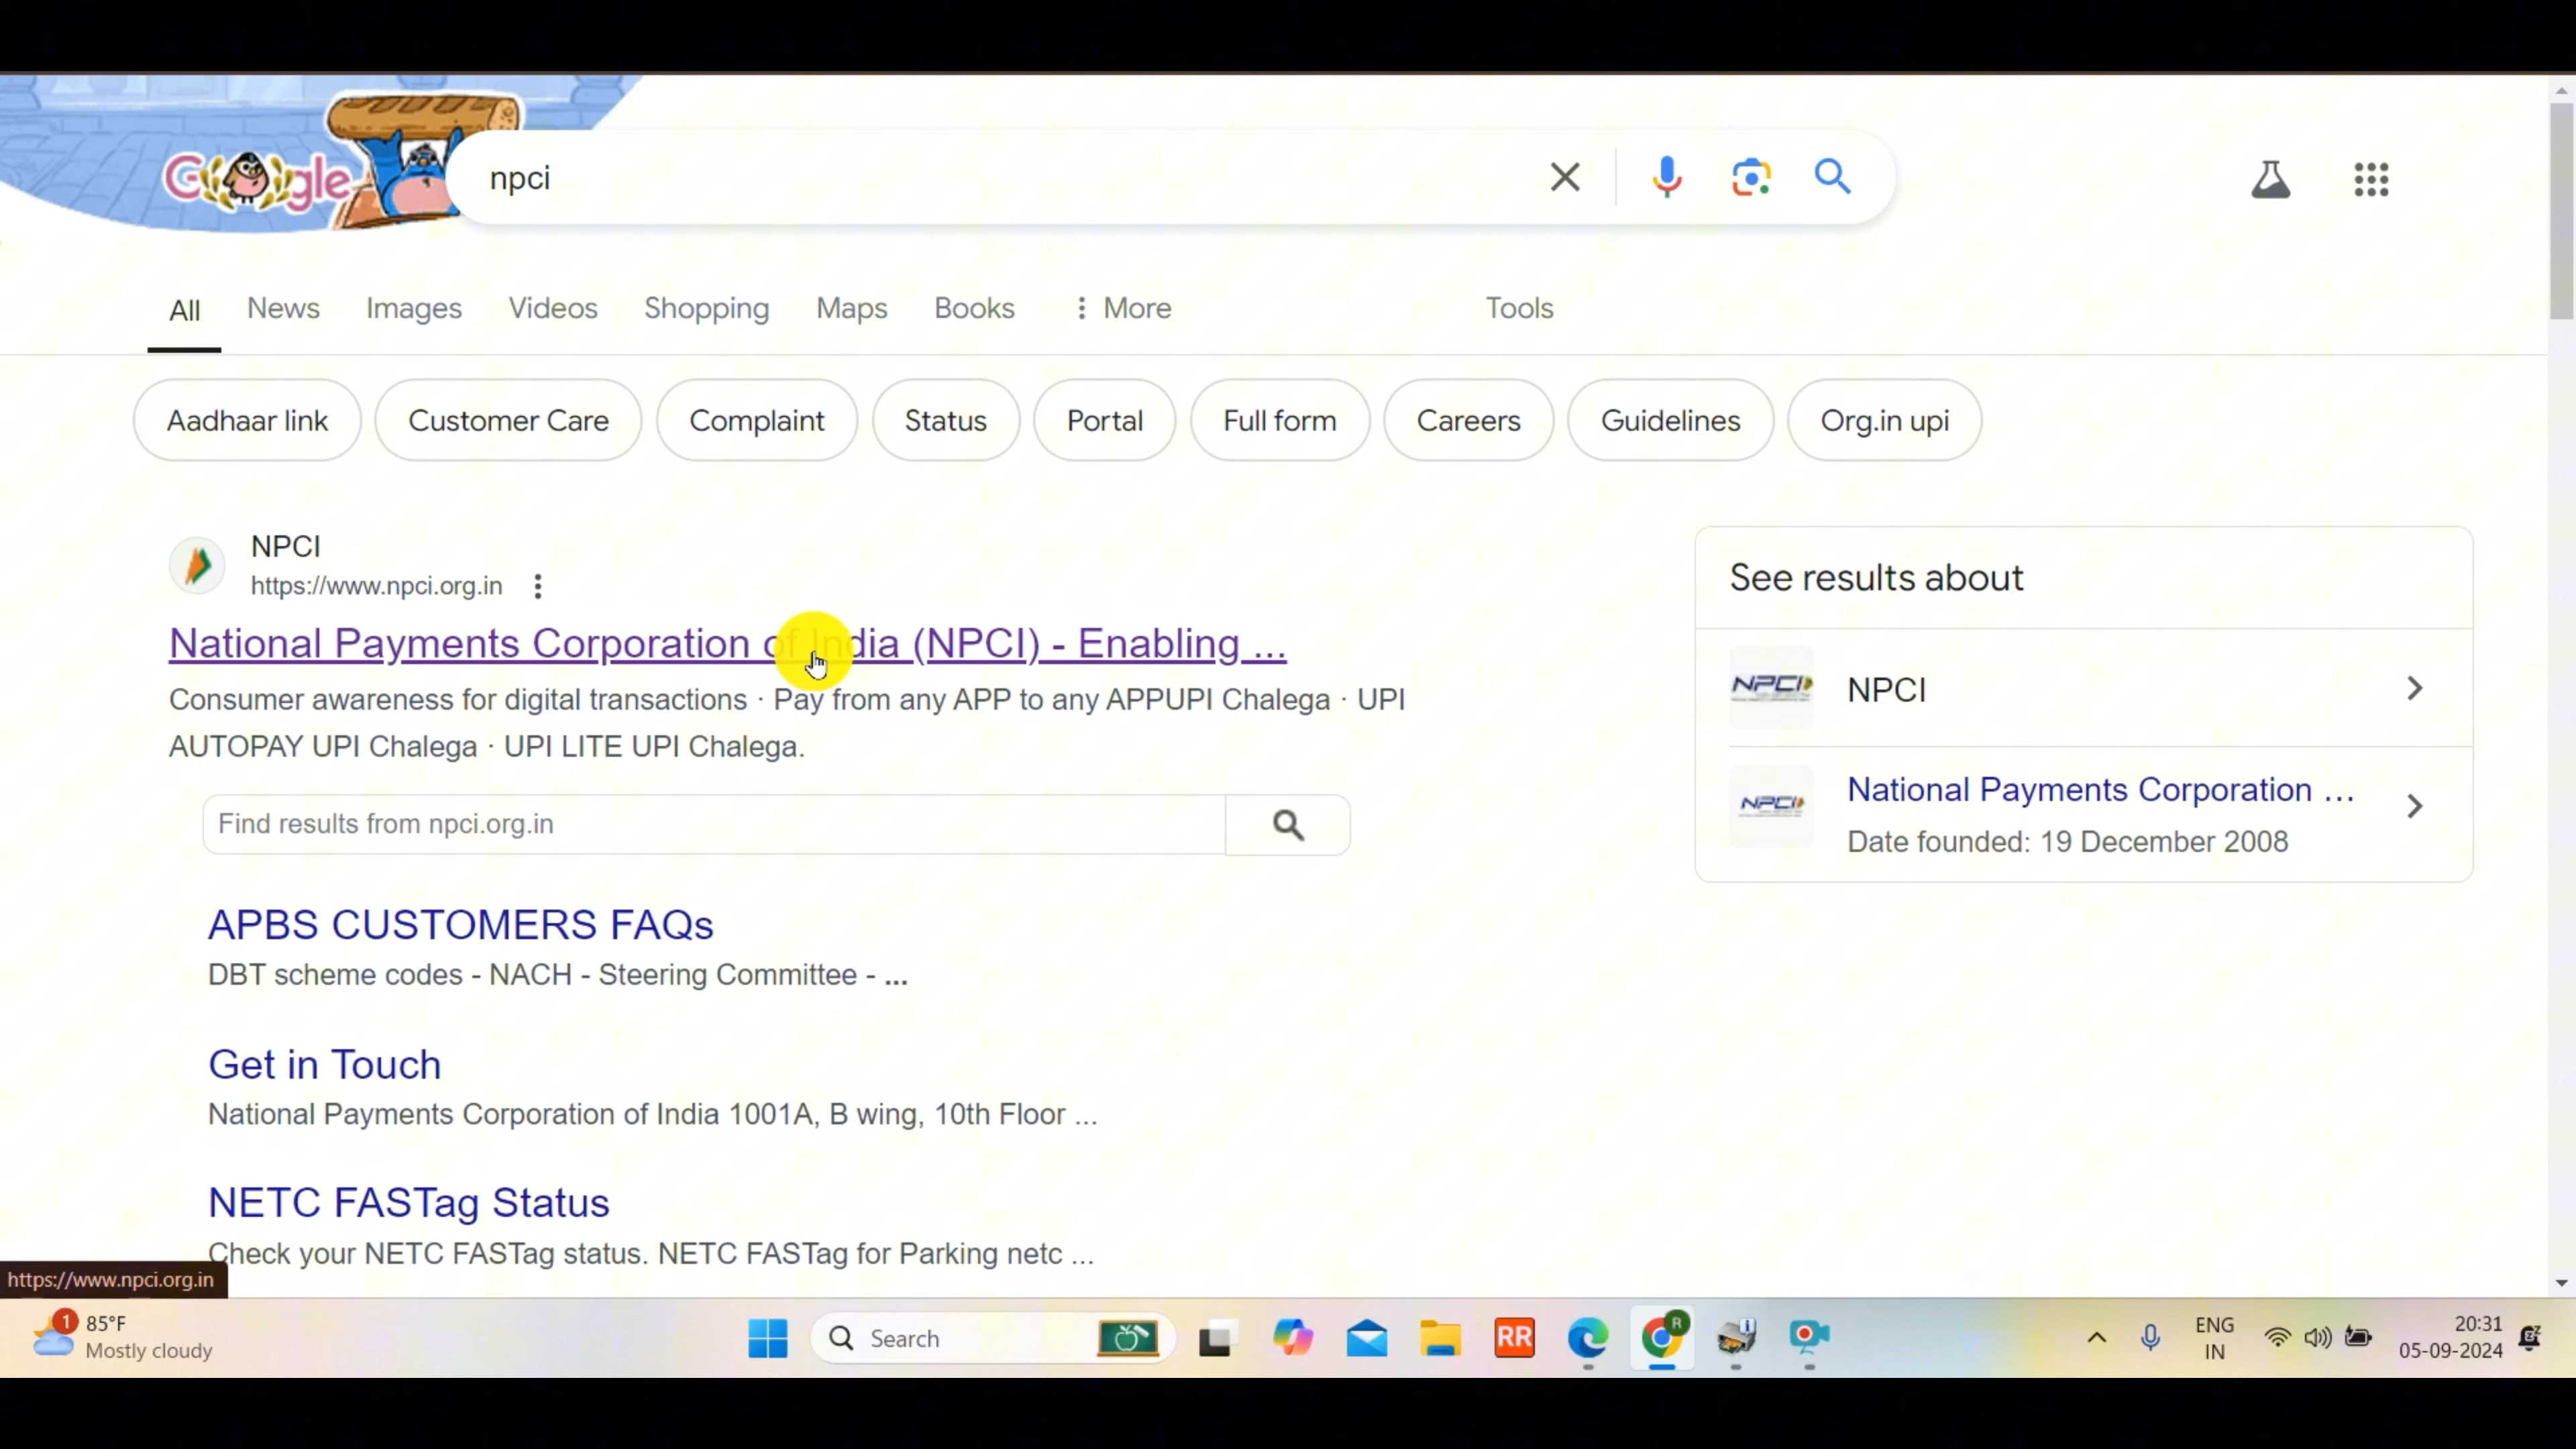 Google
npci
All News Images Videos Shopping Maps Books More Tools
Aadhaar link Customer Care Complaint Status Portal Full form Careers Guidelines Org.in upi
NPCI
https://www.npci.org.in
National Payments Corporation of India (NPCI) - Enabling ...
Consumer awareness for digital transactions · Pay from any APP to any APPUPI Chalega · UPI
AUTOPAY UPI Chalega · UPI LITE UPI Chalega.
Find results from npci.org.in
APBS CUSTOMERS FAQs
DBT scheme codes - NACH - Steering Committee - ...
Get in Touch
National Payments Corporation of India 1001A, B wing, 10th Floor ...
NETC FASTag Status
Check your NETC FASTag status. NETC FASTag for Parking netc ...
See results about
NPCI
NPCI
NPCI
National Payments Corporation ...
Date founded: 19 December 2008
https://www.npci.org.in
1
85°F
Mostly cloudy
Search
RR
R
ENG
IN
20:31
05-09-2024